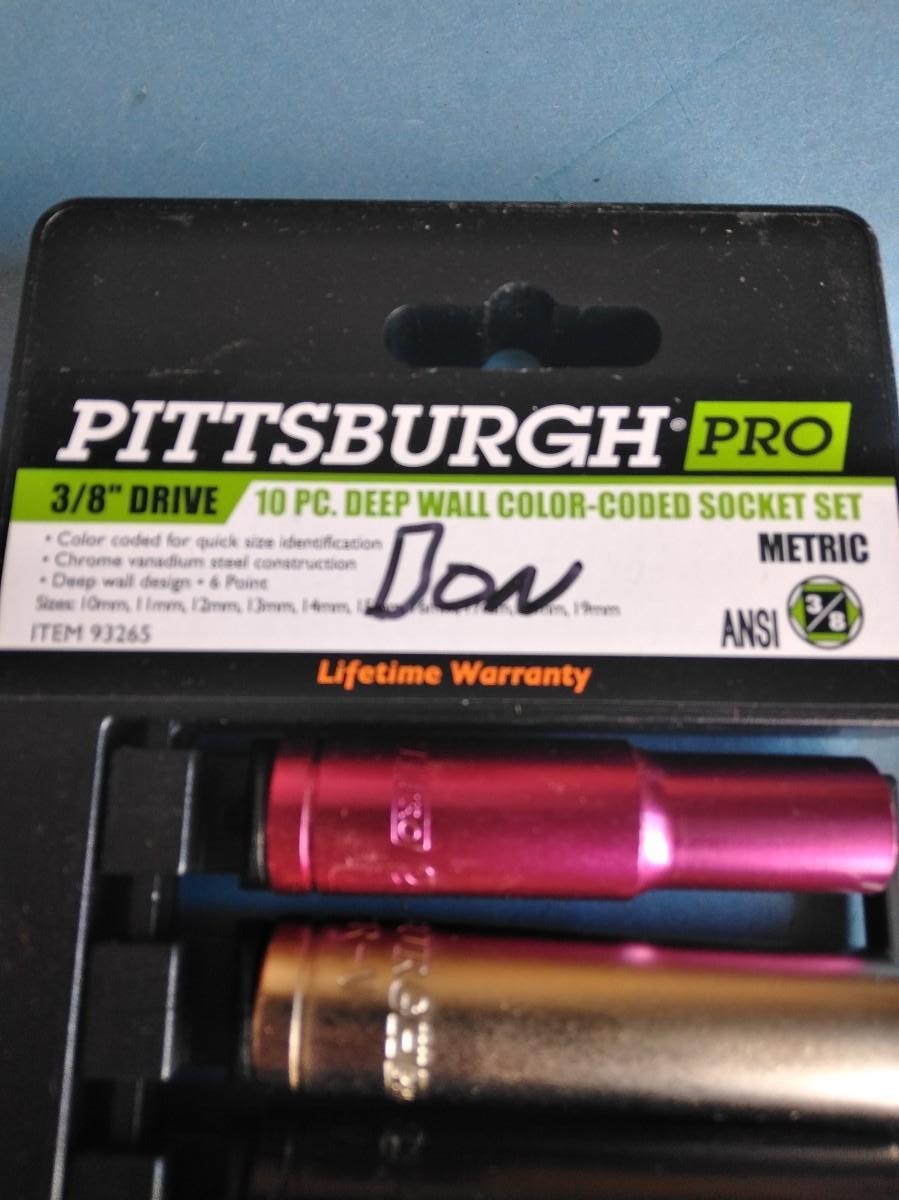 PITTSBURGH® PRO
3/8" DRIVE 10 PC. DEEP WALL COLOR-CODED SOCKET SET
• Color coded for quick size identification
• Chrome vanadium steel construction
• Deep wall design • 6 Point
METRIC
DON
Sizes: 10mm, 11mm, 12mm, 13mm, 14mm, 19mm
ITEM 93265
ANSI 3/8
Lifetime Warranty